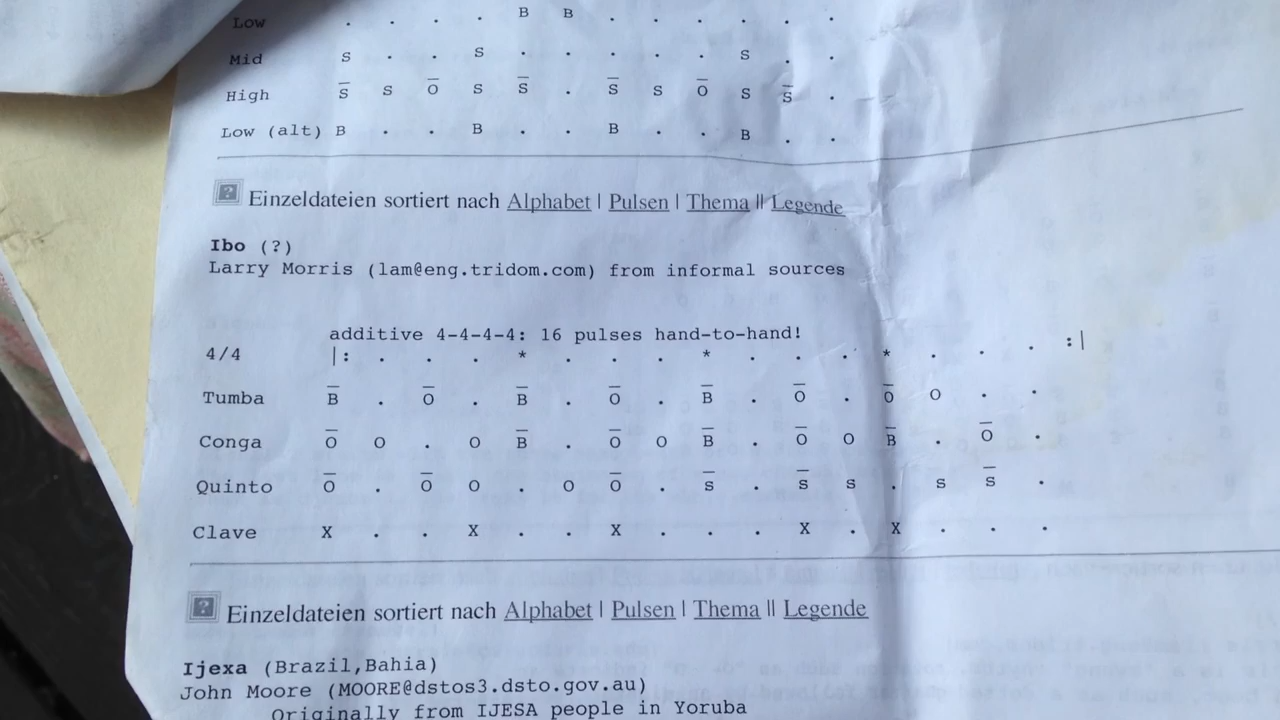 Low . . . . B B . . . . . .
Mid S . . S . . . . . S . .
High S̅ S O̅ S S̅ . S̅ S O̅ S S̅ .
Low (alt) B . . B . . B . . B . .
? Einzeldateien sortiert nach Alphabet | Pulsen | Thema || Legende
Ibo (?)
Larry Morris (lam@eng.tridom.com) from informal sources
additive 4-4-4-4: 16 pulses hand-to-hand!
4/4 |: . . . * . . . * . . . * . . . :|
Tumba B̅ . O̅ . B̅ . O̅ . B̅ . O̅ . O̅ O . .
Conga O̅ O . O B̅ . O̅ O B̅ . O̅ O B̅ . O̅ .
Quinto O̅ . O̅ O . O O̅ . S̅ . S̅ S . S S̅ .
Clave X . . X . . X . . . X . X . . .
? Einzeldateien sortiert nach Alphabet | Pulsen | Thema || Legende
Ijexa (Brazil,Bahia)
John Moore (MOORE@dstos3.dsto.gov.au)
Originally from IJESA people in Yoruba